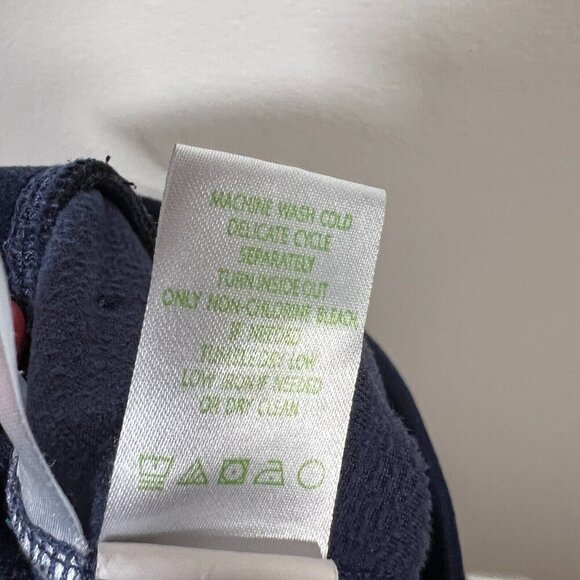 MACHINE WASH COLD
DELICATE CYCLE
SEPARATELY
TURN INSIDE OUT
ONLY NON-CHLORINE BLEACH
IF NEEDED
TUMBLE DRY LOW
LOW IRON IF NEEDED
OR DRY CLEAN